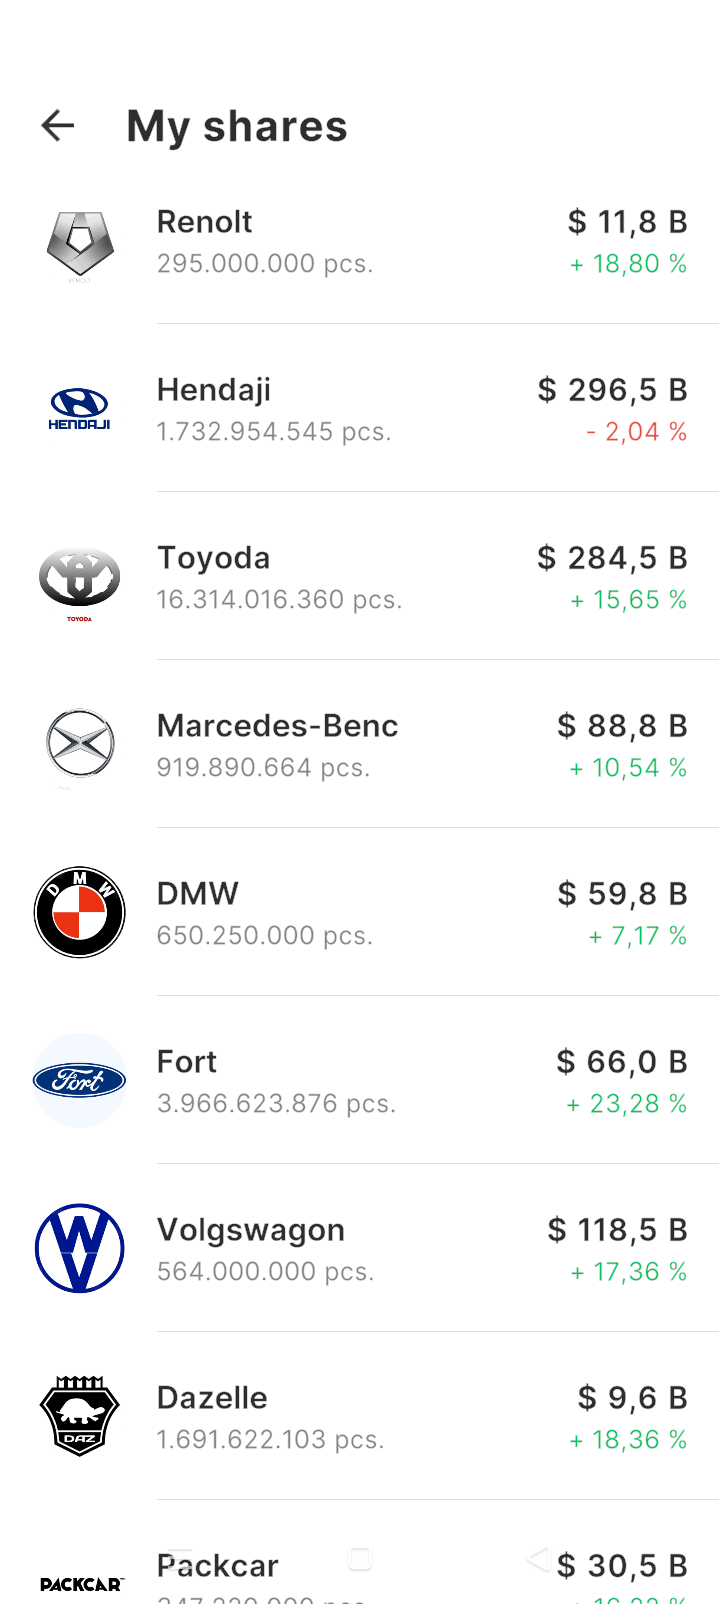 My shares
Renolt
$ 11,8 B
295.000.000 pcs.
+ 18,80 %
Hendaji
$ 296,5 B
HENDAJI
1.732.954.545 pcs.
- 2,04 %
Toyoda
$ 284,5 B
16.314.016.360 pcs.
+ 15,65 %
TOYODA
Marcedes-Benc
$ 88,8 B
919.890.664 pcs.
+ 10,54 %
DMW
DMW
$ 59,8 B
650.250.000 pcs.
+ 7,17 %
Fort
$ 66,0 B
Fort
3.966.623.876 pcs.
+ 23,28 %
Volgswagon
$ 118,5 B
W
V
564.000.000 pcs.
+ 17,36 %
Dazelle
$ 9,6 B
DAZ
1.691.622.103 pcs.
+ 18,36 %
Packcar
$ 30,5 B
PACKCAR